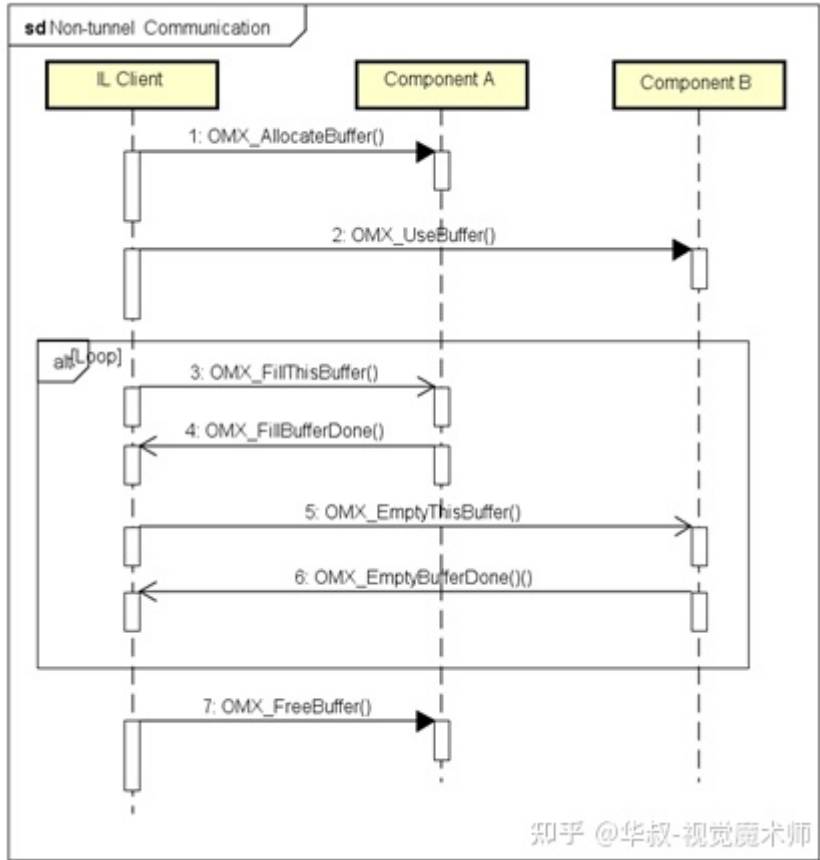 sd Non-tunnel Communication
IL Client
Component A
Component B
1: OMX_AllocateBuffer()
2: OMX_UseBuffer()
alt [Loop]
3: OMX_FillThisBuffer()
4: OMX_FillBufferDone()
5: OMX_EmptyThisBuffer()
6: OMX_EmptyBufferDone()()
7: OMX_FreeBuffer()
知乎 @华叔-视觉魔术师